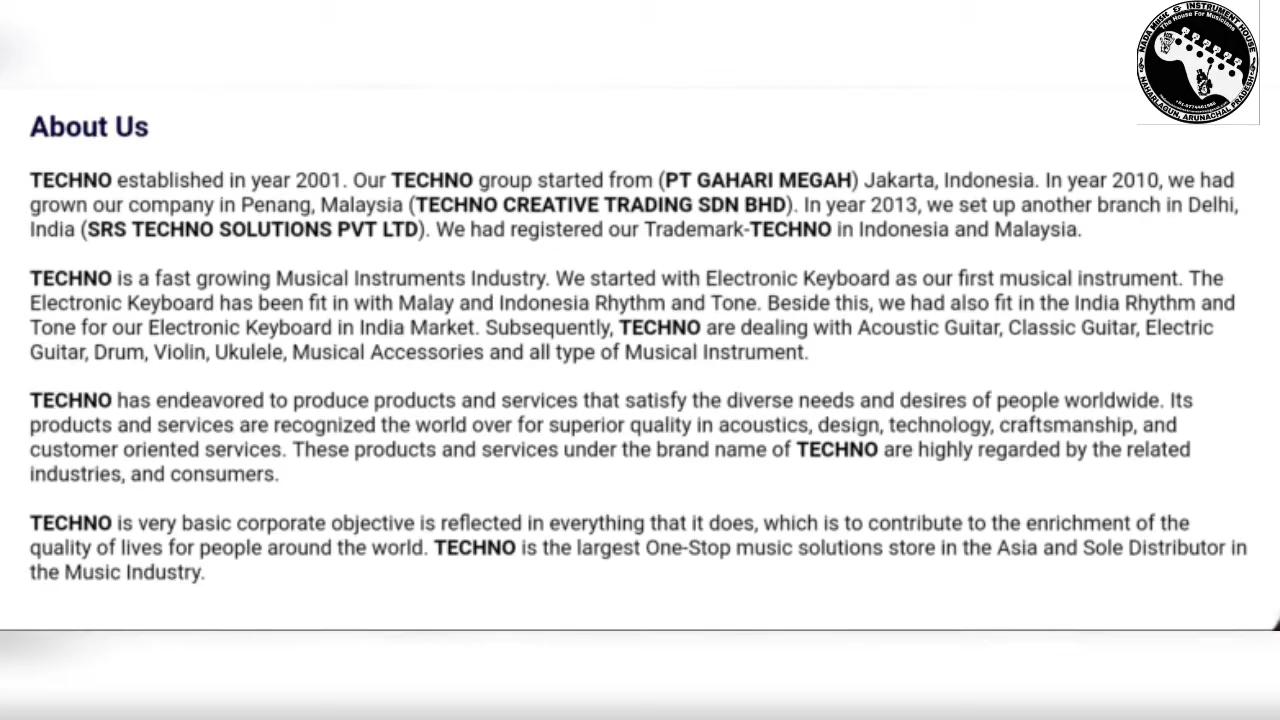 NADA MUSIC & INSTRUMENT HOUSE
The House For Musicians
NAHARLAGUN, ARUNACHAL PRADESH
About Us
TECHNO established in year 2001. Our TECHNO group started from (PT GAHARI MEGAH) Jakarta, Indonesia. In year 2010, we had
grown our company in Penang, Malaysia (TECHNO CREATIVE TRADING SDN BHD). In year 2013, we set up another branch in Delhi,
India (SRS TECHNO SOLUTIONS PVT LTD). We had registered our Trademark-TECHNO in Indonesia and Malaysia.
TECHNO is a fast growing Musical Instruments Industry. We started with Electronic Keyboard as our first musical instrument. The
Electronic Keyboard has been fit in with Malay and Indonesia Rhythm and Tone. Beside this, we had also fit in the India Rhythm and
Tone for our Electronic Keyboard in India Market. Subsequently, TECHNO are dealing with Acoustic Guitar, Classic Guitar, Electric
Guitar, Drum, Violin, Ukulele, Musical Accessories and all type of Musical Instrument.
TECHNO has endeavored to produce products and services that satisfy the diverse needs and desires of people worldwide. Its
products and services are recognized the world over for superior quality in acoustics, design, technology, craftsmanship, and
customer oriented services. These products and services under the brand name of TECHNO are highly regarded by the related
industries, and consumers.
TECHNO is very basic corporate objective is reflected in everything that it does, which is to contribute to the enrichment of the
quality of lives for people around the world. TECHNO is the largest One-Stop music solutions store in the Asia and Sole Distributor in
the Music Industry.